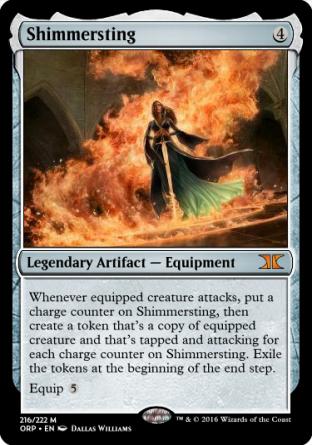 Shimmersting 4
Legendary Artifact — Equipment
Whenever equipped creature attacks, put a
charge counter on Shimmersting, then
create a token that's a copy of equipped
creature and that's tapped and attacking for
each charge counter on Shimmersting. Exile
the tokens at the beginning of the end step.
Equip 5
216/222 M
ORP • EN DALLAS WILLIAMS
™ & © 2016 Wizards of the Coast